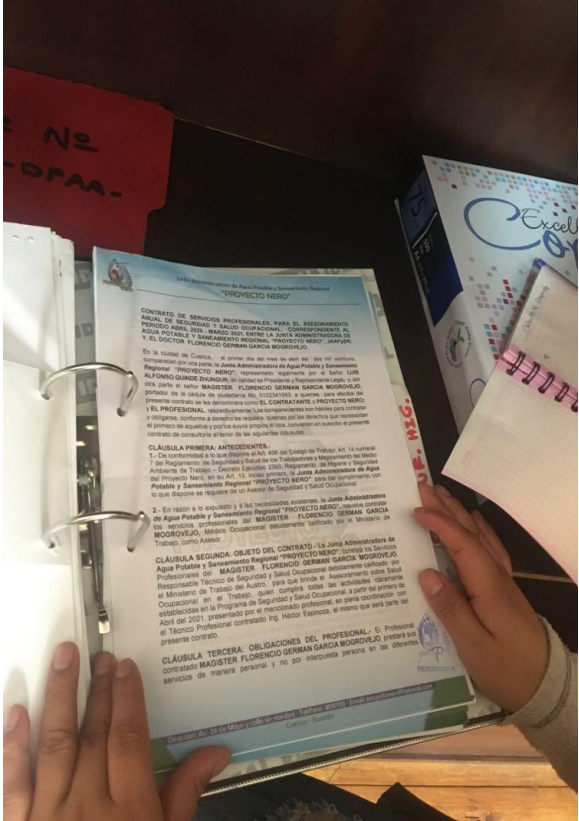 Nº
-DPAA-
Junta Administradora de Agua Potable y Saneamiento Regional
"PROYECTO NERO"
CONTRATO DE SERVICIOS PROFESIONALES, PARA EL ASESORAMIENTO
ANUAL DE SEGURIDAD Y SALUD OCUPACIONAL, CORRESPONDIENTE AL
PERIODO ABRIL 2020 - MARZO 2021, ENTRE LA JUNTA ADMINISTRADORA DE
AGUA POTABLE Y SANEAMIENTO REGIONAL "PROYECTO NERO", JAAPySR;
Y, EL DOCTOR FLORENCIO GERMAN GARCIA MOGROVEJO.
En la ciudad de Cuenca, al primer día del mes de abril del dos mil veintiuno,
comparecen por una parte, la Junta Administradora de Agua Potable y Saneamiento
Regional "PROYECTO NERO", representado legalmente por el Señor LUIS
ALFONSO QUINDE ZHUNGUR, en calidad de Presidente y Representante Legal; y, por
otra parte el señor MAGISTER FLORENCIO GERMAN GARCIA MOGROVEJO,
portador de la cédula de ciudadanía No. a quienes para efectos del
presente contrato se les denominará como EL CONTRATANTE y PROYECTO NERO;
y EL PROFESIONAL, respectivamente; Los comparecientes son hábiles para contratar
y obligarse, conforme a derecho se requiere, quienes por los derechos que representan
el primero de aquellos y por los suyos propios el otro, convienen en suscribir el presente
contrato de consultoría al tenor de las siguientes cláusulas:
CLÁUSULA PRIMERA: ANTECEDENTES.-
1.- De conformidad a lo que dispone el Art. 436 del Código de Trabajo; Art. 14 numeral
7 del Reglamento de Seguridad y Salud de los Trabajadores y Mejoramiento del Medio
Ambiente de Trabajo – Decreto Ejecutivo 2393; Reglamento de Higiene y Seguridad
del Proyecto Nero, en su Art. 13, inciso primero, la Junta Administradora de Agua
Potable y Saneamiento Regional "PROYECTO NERO", para dar cumplimiento con
lo que dispone se requiere de un Asesor de Seguridad y Salud Ocupacional.
2.- En razón a lo expuesto y a las necesidades existentes, la Junta Administradora
de Agua Potable y Saneamiento Regional "PROYECTO NERO", resuelve contratar
los servicios profesionales del MAGISTER FLORENCIO GERMAN GARCIA
MOGROVEJO, Médico Ocupacional debidamente calificado por el Ministerio de
Trabajo, como Asesor.
CLÁUSULA SEGUNDA: OBJETO DEL CONTRATO.- La Junta Administradora de
Agua Potable y Saneamiento Regional "PROYECTO NERO", contrata los Servicios
Profesionales del MAGISTER FLORENCIO GERMAN GARCIA MOGROVEJO,
Responsable Técnico de Seguridad y Salud Ocupacional debidamente calificado por
el Ministerio de Trabajo del Austro, para que brinde el Asesoramiento sobre Salud
Ocupacional en el Trabajo, quien cumplirá todas las actividades claramente
establecidas en la Programa de Seguridad y Salud Ocupacional, a partir del primero de
Abril del 2021, presentado por el mencionado profesional, en plena coordinación con
el Técnico Profesional contratado Ing. Héctor Espinoza, el mismo que será parte del
presente contrato.
CLÁUSULA TERCERA: OBLIGACIONES DEL PROFESIONAL.- El Profesional
contratado MAGISTER FLORENCIO GERMAN GARCIA MOGROVEJO, prestará sus
servicios de manera personal y no por interpuesta persona en las diferentes
PRESIDENCIA
Dirección: Av. 24 de Mayo y calle sin nombre - Teléfono:
Cuenca - Ecuador
75
Excell